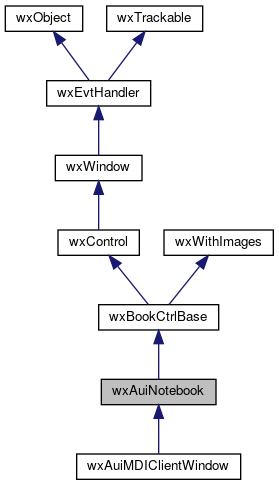 wxObject
wxTrackable
wxEvtHandler
wxWindow
wxControl
wxWithImages
wxBookCtrlBase
wxAuiNotebook
wxAuiMDIClientWindow